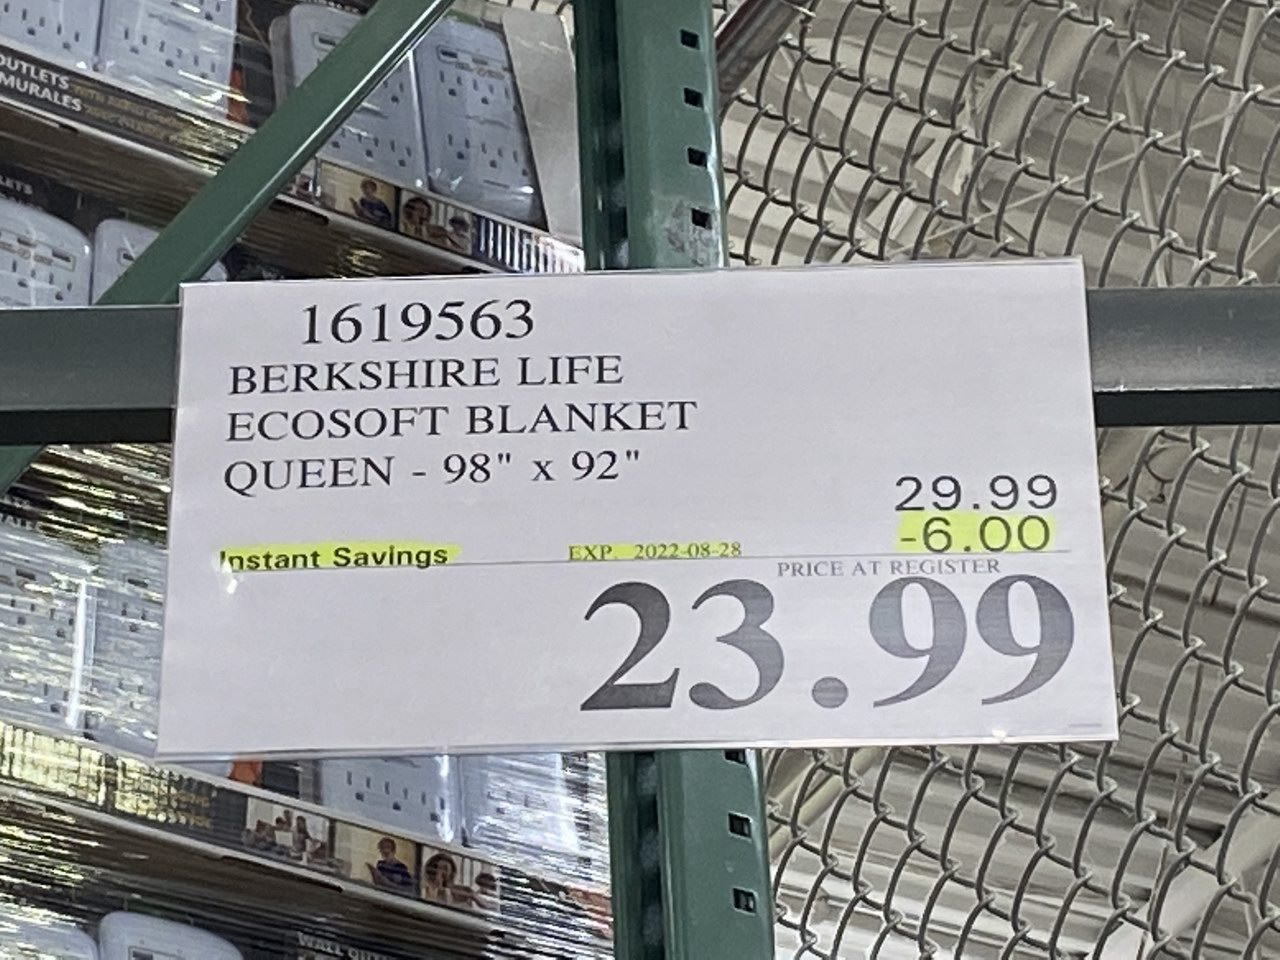 OUTLETS
MURALES
1619563
BERKSHIRE LIFE
ECOSOFT BLANKET
QUEEN - 98" x 92"
29.99
-6.00
Instant Savings EXP. 2022-08-28
PRICE AT REGISTER
23.99